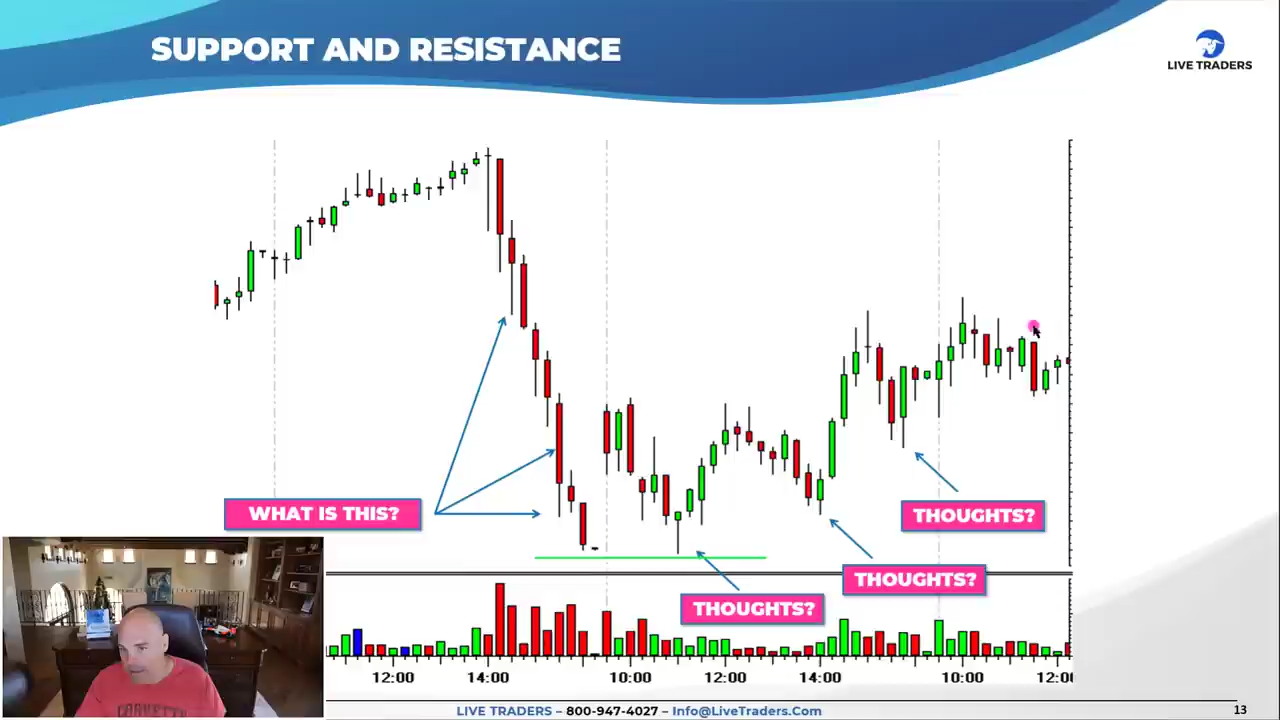 SUPPORT AND RESISTANCE
LIVE TRADERS
WHAT IS THIS?
THOUGHTS?
THOUGHTS?
THOUGHTS?
12:00 14:00 10:00 12:00 14:00 10:00 12:0
LIVE TRADERS – 800-947-4027 – Info@LiveTraders.Com
13